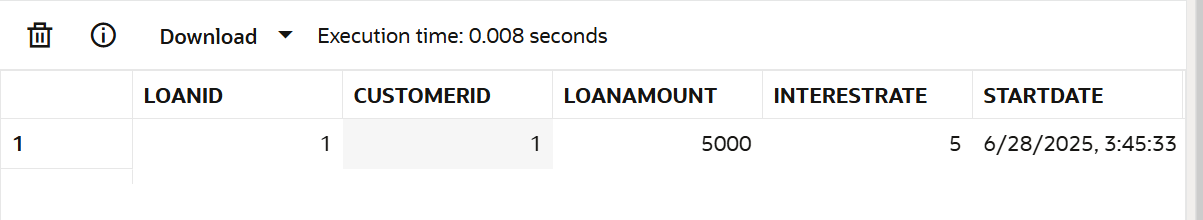 Download Execution time: 0.008 seconds
LOANID CUSTOMERID LOANAMOUNT INTERESTRATE STARTDATE
1 1 1 5000 5 6/28/2025, 3:45:33